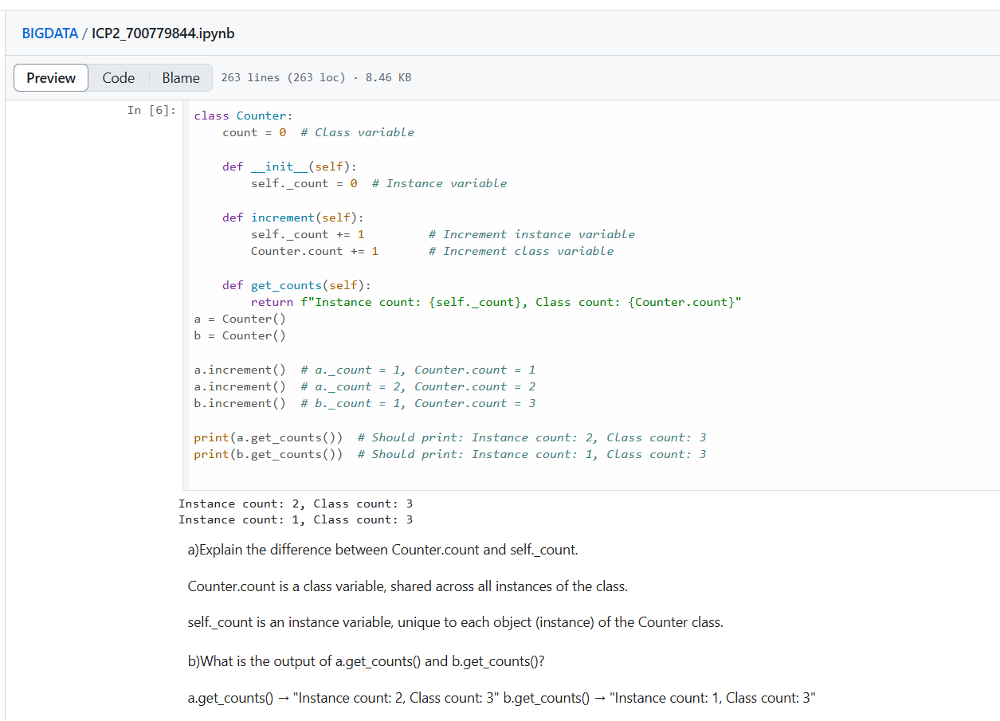 BIGDATA / ICP2_700779844.ipynb
Preview Code Blame 263 lines (263 loc) · 8.46 KB
In [6]:
class Counter:
    count = 0  # Class variable

    def __init__(self):
        self._count = 0  # Instance variable

    def increment(self):
        self._count += 1         # Increment instance variable
        Counter.count += 1       # Increment class variable

    def get_counts(self):
        return f"Instance count: {self._count}, Class count: {Counter.count}"
a = Counter()
b = Counter()

a.increment()  # a._count = 1, Counter.count = 1
a.increment()  # a._count = 2, Counter.count = 2
b.increment()  # b._count = 1, Counter.count = 3

print(a.get_counts())  # Should print: Instance count: 2, Class count: 3
print(b.get_counts())  # Should print: Instance count: 1, Class count: 3

Instance count: 2, Class count: 3
Instance count: 1, Class count: 3
a)Explain the difference between Counter.count and self._count.
Counter.count is a class variable, shared across all instances of the class.
self._count is an instance variable, unique to each object (instance) of the Counter class.
b)What is the output of a.get_counts() and b.get_counts()?
a.get_counts() → "Instance count: 2, Class count: 3" b.get_counts() → "Instance count: 1, Class count: 3"